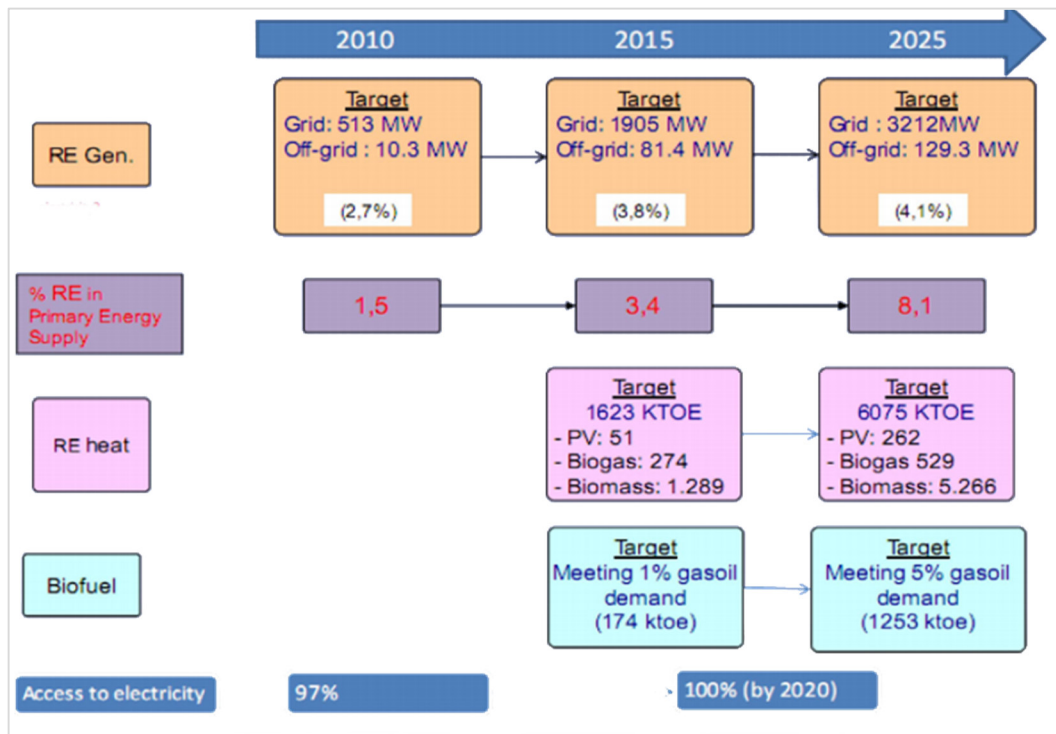 2010
2015
2025
RE Gen.
Target
Grid: 513 MW
Off-grid : 10.3 MW
(2,7%)
Target
Grid: 1905 MW
Off-grid: 81.4 MW
(3,8%)
Target
Grid : 3212MW
Off-grid: 129.3 MW
(4,1%)
% RE in
Primary Energy
Supply
1,5
3,4
8,1
RE heat
Target
1623 KTOE
- PV: 51
- Biogas: 274
- Biomass: 1.289
Target
6075 KTOE
- PV: 262
- Biogas 529
- Biomass: 5.266
Biofuel
Target
Meeting 1% gasoil
demand
(174 ktoe)
Target
Meeting 5% gasoil
demand
(1253 ktoe)
Access to electricity
97%
100% (by 2020)